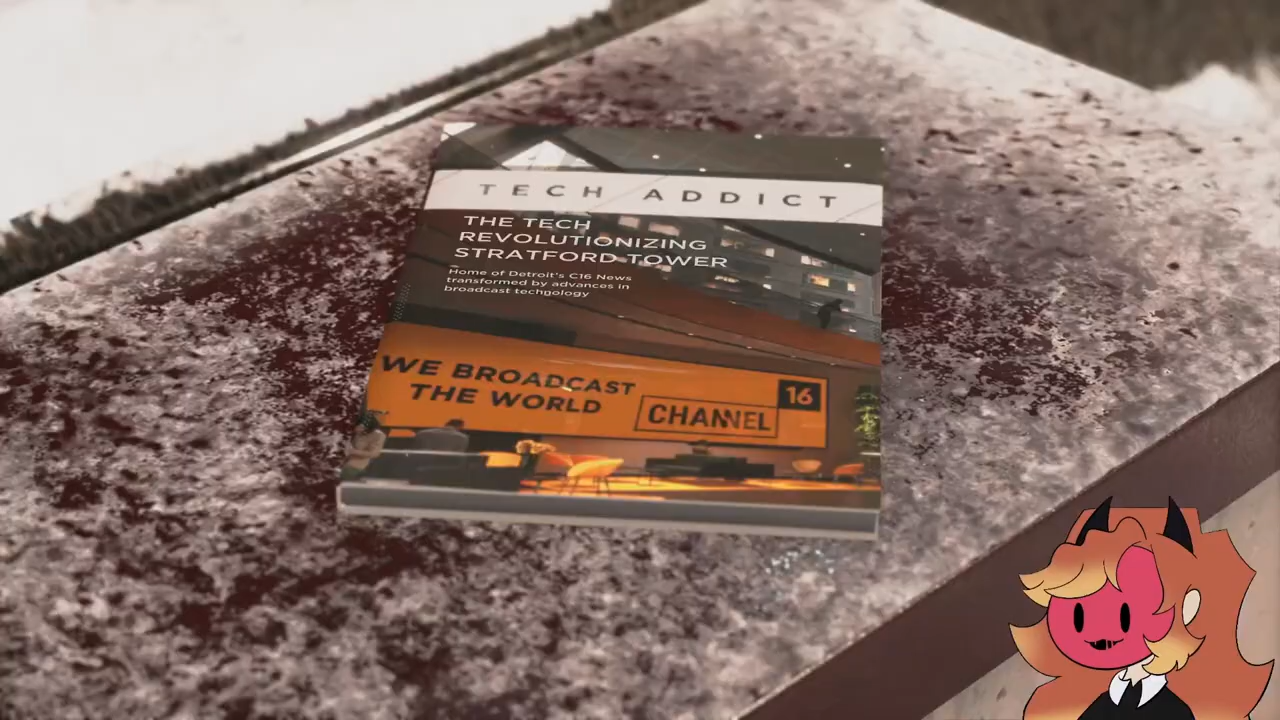 TECH ADDICT
THE TECH
REVOLUTIONIZING
STRATFORD TOWER
Home of Detroit's C16 News
transformed by advances in
broadcast technology
WE BROADCAST
THE WORLD
CHANNEL
16